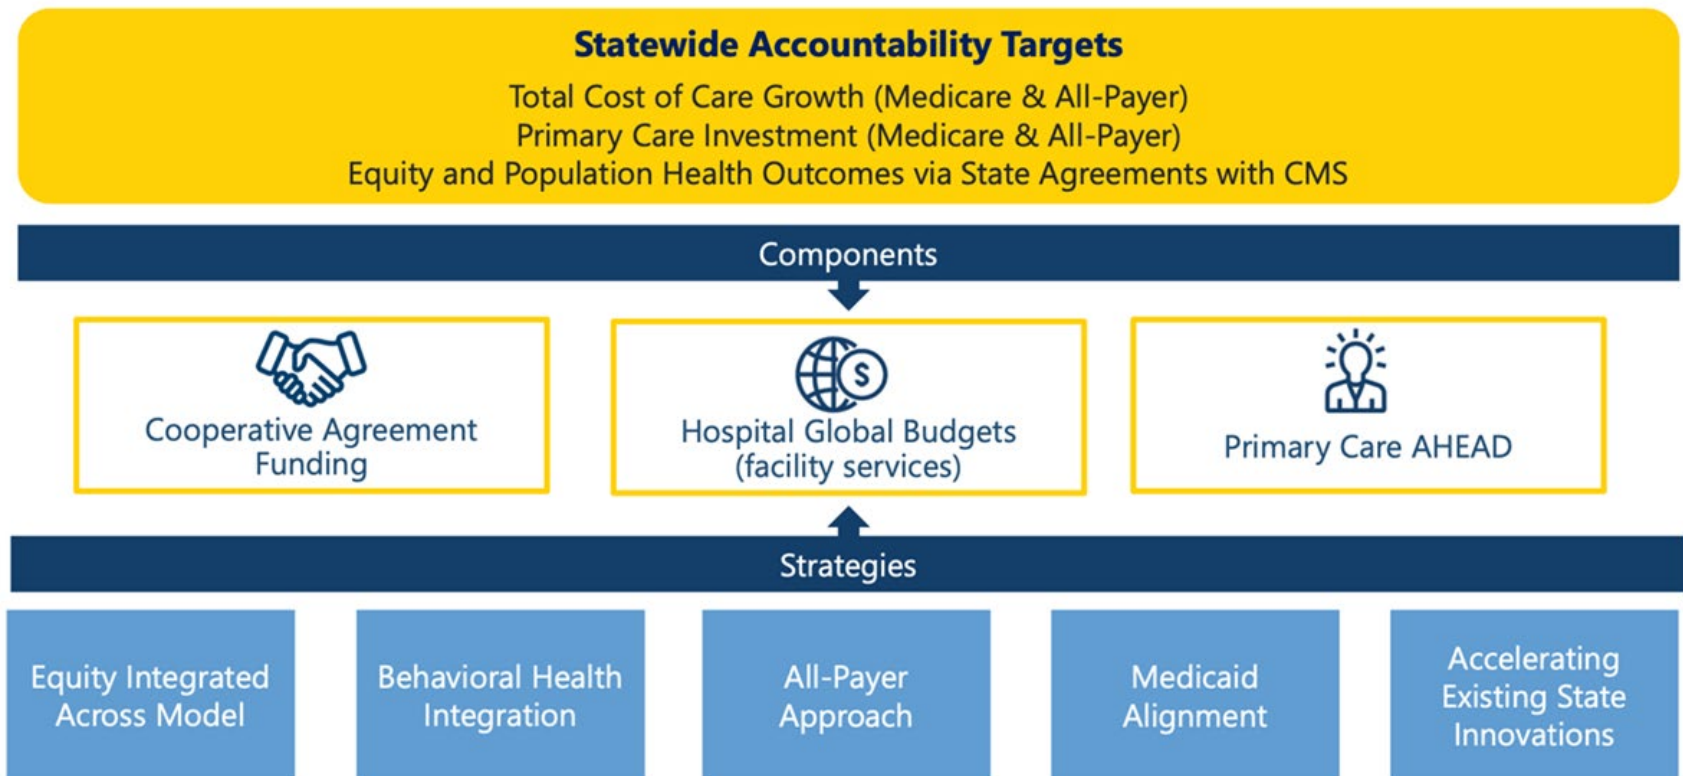 Statewide Accountability Targets
Total Cost of Care Growth (Medicare & All-Payer)
Primary Care Investment (Medicare & All-Payer)
Equity and Population Health Outcomes via State Agreements with CMS
Components
Cooperative Agreement
Funding
$
Hospital Global Budgets
(facility services)
Primary Care AHEAD
Strategies
Equity Integrated
Across Model
Behavioral Health
Integration
All-Payer
Approach
Medicaid
Alignment
Accelerating
Existing State
Innovations